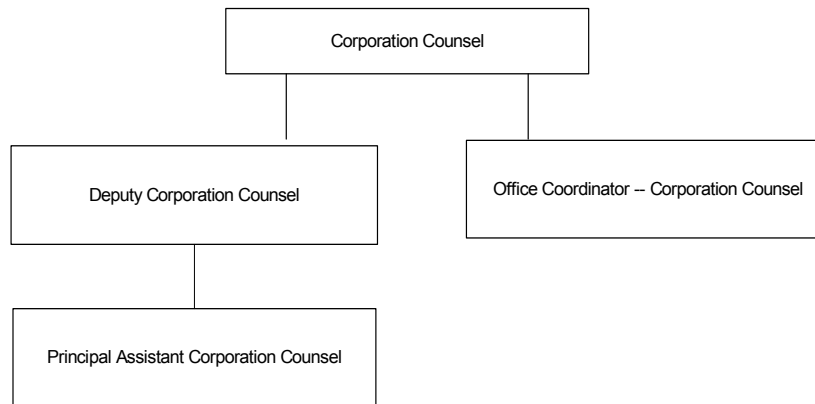 Corporation Counsel
Deputy Corporation Counsel
Office Coordinator -- Corporation Counsel
Principal Assistant Corporation Counsel